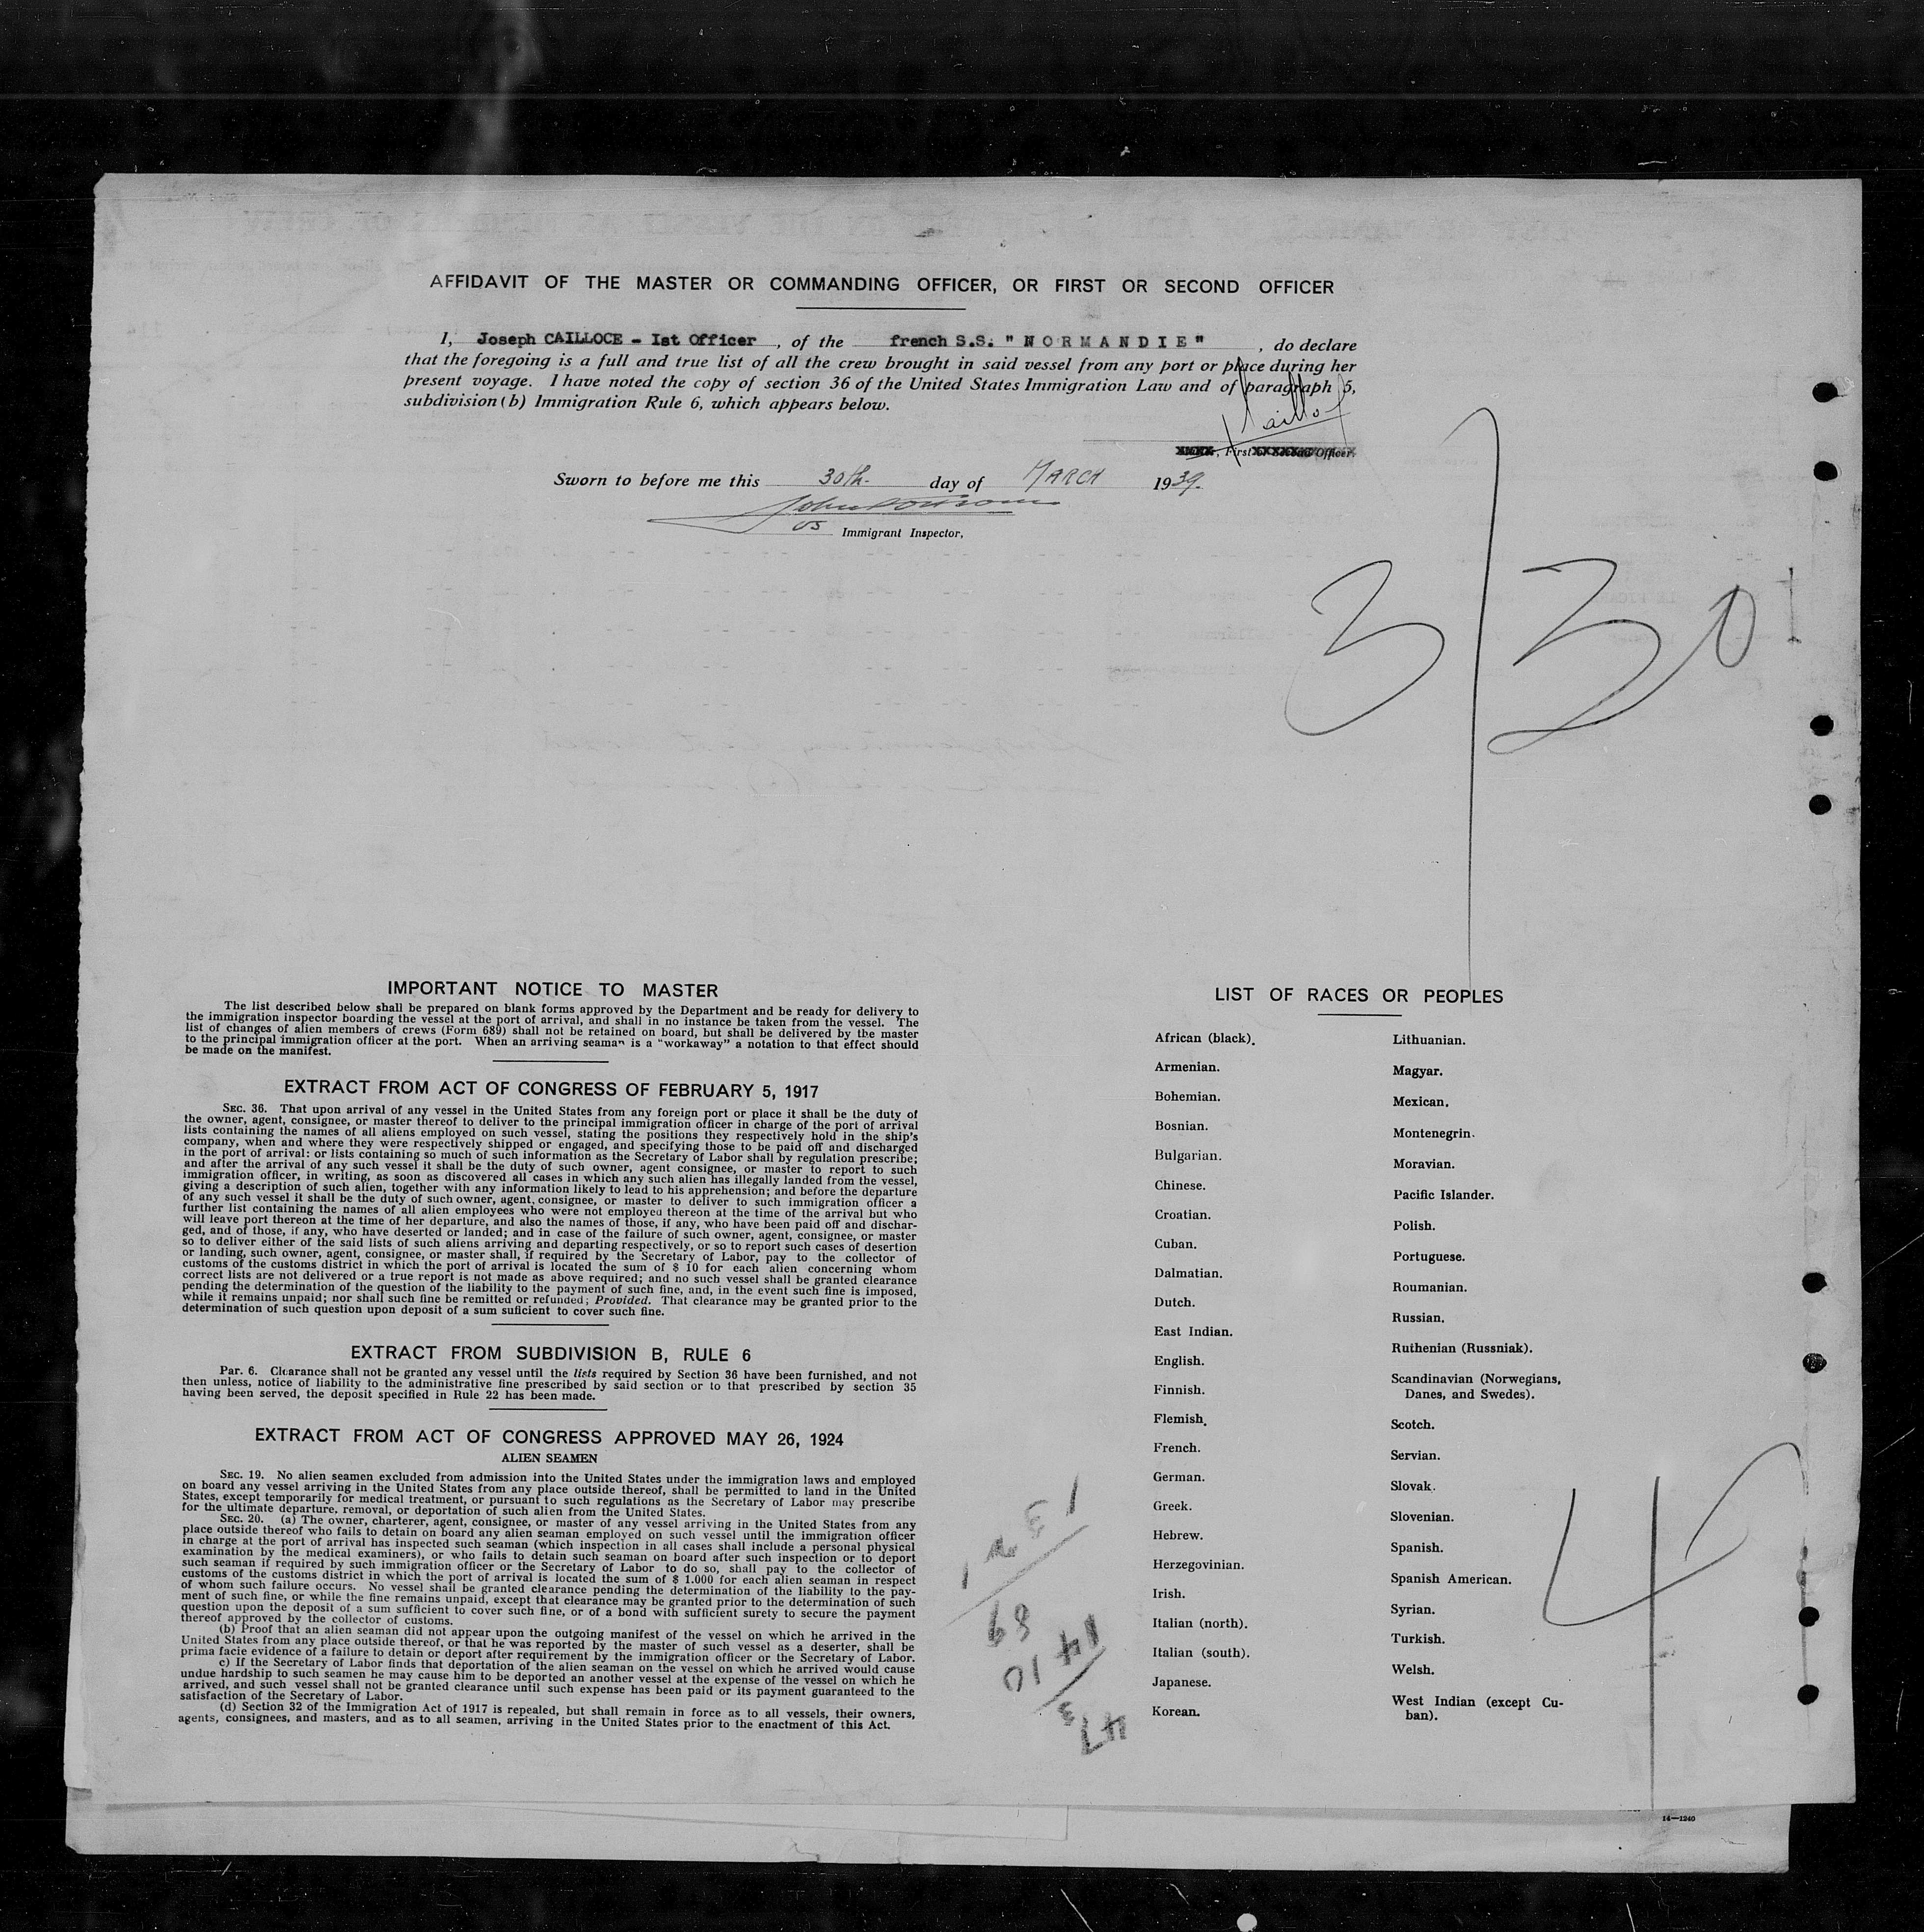 AFFIDAVIT OF THE MASTER OR COMMANDING OFFICER, OR FIRST OR SECOND OFFICER
I, Joseph CAILLOCE - Ist Officer , of the french S.S. " N O R M A N D I E " , do declare
that the foregoing is a full and true list of all the crew brought in said vessel from any port or place during her
present voyage. I have noted the copy of section 36 of the United States Immigration Law and of paragraph 5,
subdivision (b) Immigration Rule 6, which appears below.
, First Officer.
Sworn to before me this 30th. day of MARCH 1939.
US Immigrant Inspector,
3/30
IMPORTANT NOTICE TO MASTER
The list described below shall be prepared on blank forms approved by the Department and be ready for delivery to
the immigration inspector boarding the vessel at the port of arrival, and shall in no instance be taken from the vessel. The
list of changes of alien members of crews (Form 689) shall not be retained on board, but shall be delivered by the master
to the principal immigration officer at the port. When an arriving seaman is a "workaway" a notation to that effect should
be made on the manifest.
EXTRACT FROM ACT OF CONGRESS OF FEBRUARY 5, 1917
SEC. 36. That upon arrival of any vessel in the United States from any foreign port or place it shall be the duty of
the owner, agent, consignee, or master thereof to deliver to the principal immigration officer in charge of the port of arrival
lists containing the names of all aliens employed on such vessel, stating the positions they respectively hold in the ship's
company, when and where they were respectively shipped or engaged, and specifying those to be paid off and discharged
in the port of arrival: or lists containing so much of such information as the Secretary of Labor shall by regulation prescribe;
and after the arrival of any such vessel it shall be the duty of such owner, agent consignee, or master to report to such
immigration officer, in writing, as soon as discovered all cases in which any such alien has illegally landed from the vessel,
giving a description of such alien, together with any information likely to lead to his apprehension; and before the departure
of any such vessel it shall be the duty of such owner, agent, consignee, or master to deliver to such immigration officer a
further list containing the names of all alien employees who were not employed thereon at the time of the arrival but who
will leave port thereon at the time of her departure, and also the names of those, if any, who have been paid off and dischar-
ged, and of those, if any, who have deserted or landed; and in case of the failure of such owner, agent, consignee, or master
so to deliver either of the said lists of such aliens arriving and departing respectively, or so to report such cases of desertion
or landing, such owner, agent, consignee, or master shall, if required by the Secretary of Labor, pay to the collector of
customs of the customs district in which the port of arrival is located the sum of $ 10 for each alien concerning whom
correct lists are not delivered or a true report is not made as above required; and no such vessel shall be granted clearance
pending the determination of the question of the liability to the payment of such fine, and, in the event such fine is imposed,
while it remains unpaid; nor shall such fine be remitted or refunded; Provided. That clearance may be granted prior to the
determination of such question upon deposit of a sum suficient to cover such fine.
EXTRACT FROM SUBDIVISION B, RULE 6
Par. 6. Clearance shall not be granted any vessel until the lists required by Section 36 have been furnished, and not
then unless, notice of liability to the administrative fine prescribed by said section or to that prescribed by section 35
having been served, the deposit specified in Rule 22 has been made.
EXTRACT FROM ACT OF CONGRESS APPROVED MAY 26, 1924
ALIEN SEAMEN
SEC. 19. No alien seamen excluded from admission into the United States under the immigration laws and employed
on board any vessel arriving in the United States from any place outside thereof, shall be permitted to land in the United
States, except temporarily for medical treatment, or pursuant to such regulations as the Secretary of Labor may prescribe
for the ultimate departure, removal, or deportation of such alien from the United States.
SEC. 20. (a) The owner, charterer, agent, consignee, or master of any vessel arriving in the United States from any
place outside thereof who fails to detain on board any alien seaman employed on such vessel until the immigration officer
in charge at the port of arrival has inspected such seaman (which inspection in all cases shall include a personal physical
examination by the medical examiners), or who fails to detain such seaman on board after such inspection or to deport
such seaman if required by such immigration officer or the Secretary of Labor to do so, shall pay to the collector of
customs of the customs district in which the port of arrival is located the sum of $ 1.000 for each alien seaman in respect
of whom such failure occurs. No vessel shall be granted clearance pending the determination of the liability to the pay-
ment of such fine, or while the fine remains unpaid, except that clearance may be granted prior to the determination of such
question upon the deposit of a sum sufficient to cover such fine, or of a bond with sufficient surety to secure the payment
thereof approved by the collector of customs.
(b) Proof that an alien seaman did not appear upon the outgoing manifest of the vessel on which he arrived in the
United States from any place outside thereof, or that he was reported by the master of such vessel as a deserter, shall be
prima facie evidence of a failure to detain or deport after requirement by the immigration officer or the Secretary of Labor.
c) If the Secretary of Labor finds that deportation of the alien seaman on the vessel on which he arrived would cause
undue hardship to such seamen he may cause him to be deported an another vessel at the expense of the vessel on which he
arrived, and such vessel shall not be granted clearance until such expense has been paid or its payment guaranteed to the
satisfaction of the Secretary of Labor.
(d) Section 32 of the Immigration Act of 1917 is repealed, but shall remain in force as to all vessels, their owners,
agents, consignees, and masters, and as to all seamen, arriving in the United States prior to the enactment of this Act.
LIST OF RACES OR PEOPLES
African (black).
Armenian.
Bohemian.
Bosnian.
Bulgarian.
Chinese.
Croatian.
Cuban.
Dalmatian.
Dutch.
East Indian.
English.
Finnish.
Flemish.
French.
German.
Greek.
Hebrew.
Herzegovinian.
Irish.
Italian (north).
Italian (south).
Japanese.
Korean.
Lithuanian.
Magyar.
Mexican.
Montenegrin.
Moravian.
Pacific Islander.
Polish.
Portuguese.
Roumanian.
Russian.
Ruthenian (Russniak).
Scandinavian (Norwegians,
Danes, and Swedes).
Scotch.
Servian.
Slovak.
Slovenian.
Spanish.
Spanish American.
Syrian.
Turkish.
Welsh.
West Indian (except Cu-
ban).
14—1240